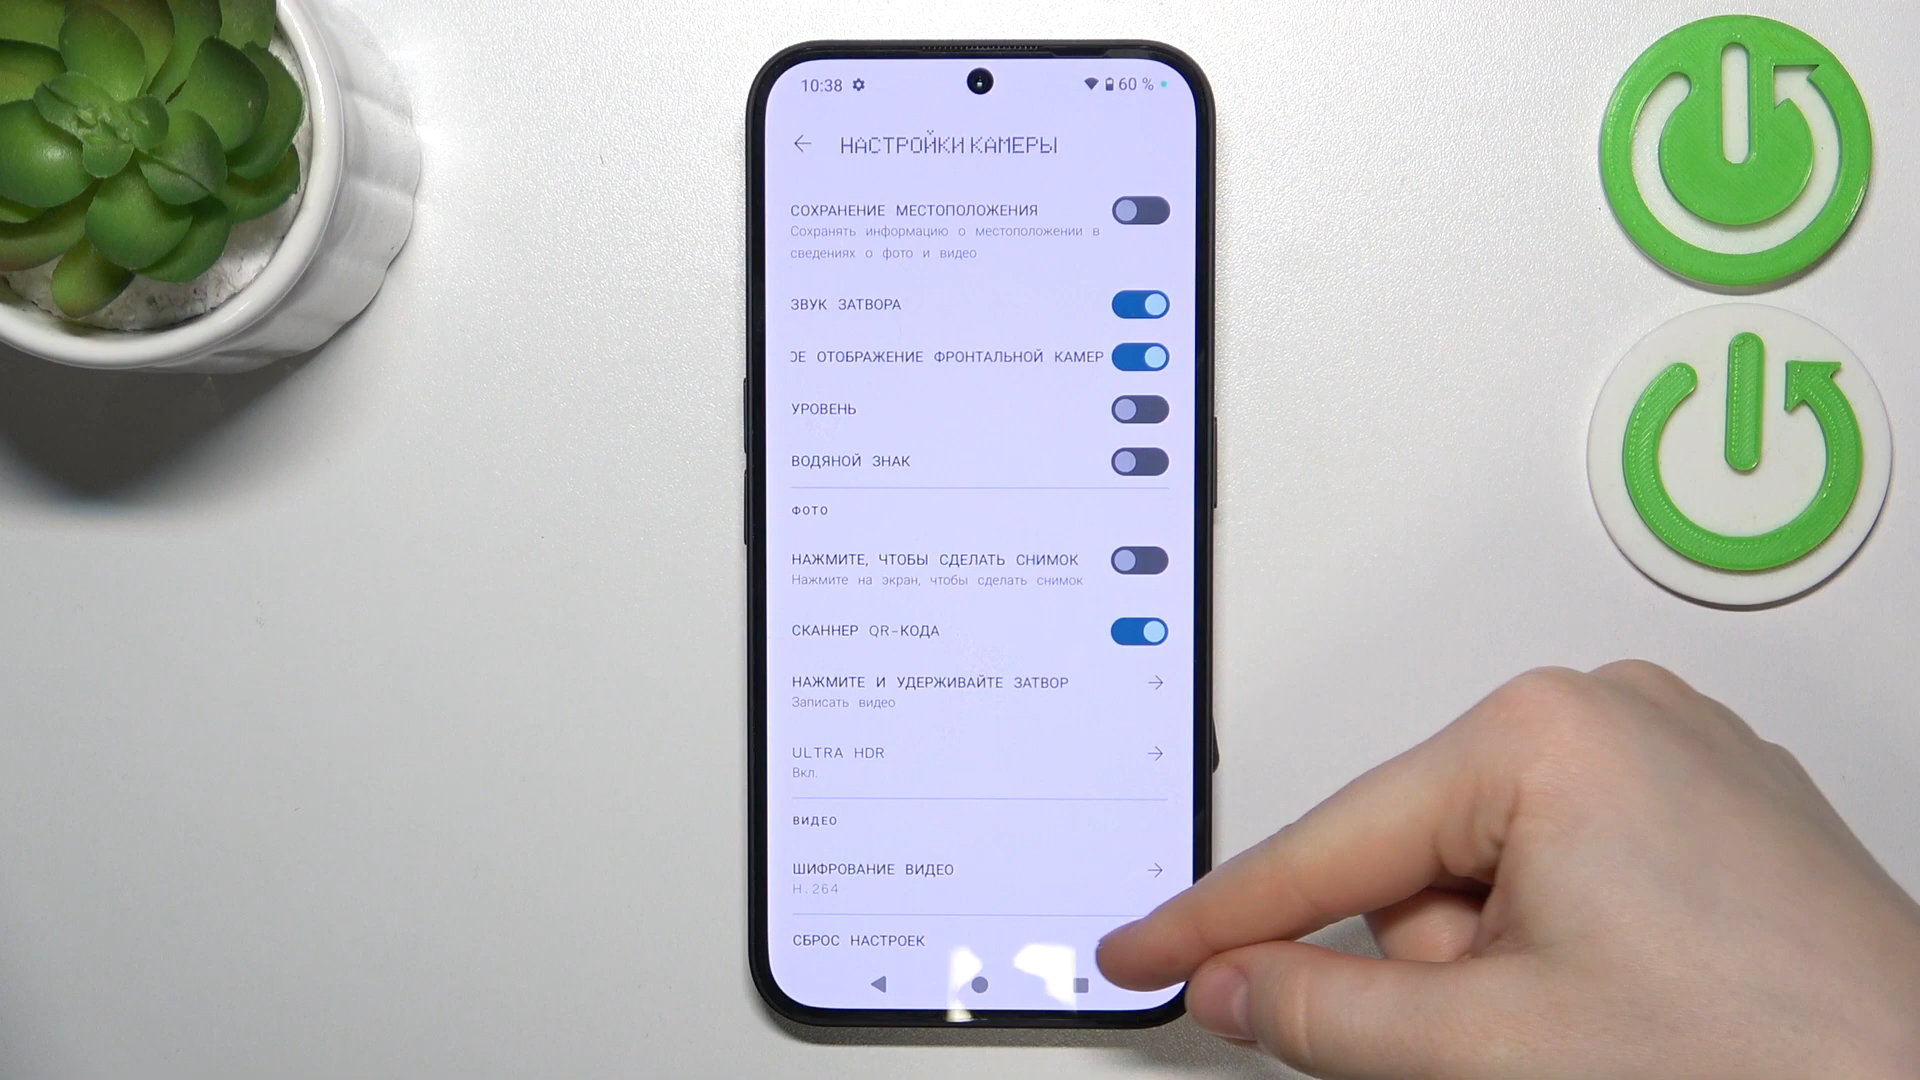 10:38 60 %
НАСТРОЙКИ КАМЕРЫ
СОХРАНЕНИЕ МЕСТОПОЛОЖЕНИЯ
Сохранять информацию о местоположении в
сведениях о фото и видео
ЗВУК ЗАТВОРА
ОЕ ОТОБРАЖЕНИЕ ФРОНТАЛЬНОЙ КАМЕР
УРОВЕНЬ
ВОДЯНОЙ ЗНАК
ФОТО
НАЖМИТЕ, ЧТОБЫ СДЕЛАТЬ СНИМОК
Нажмите на экран, чтобы сделать снимок
СКАННЕР QR-КОДА
НАЖМИТЕ И УДЕРЖИВАЙТЕ ЗАТВОР
Записать видео
ULTRA HDR
Вкл.
ВИДЕО
ШИФРОВАНИЕ ВИДЕО
H.264
СБРОС НАСТРОЕК